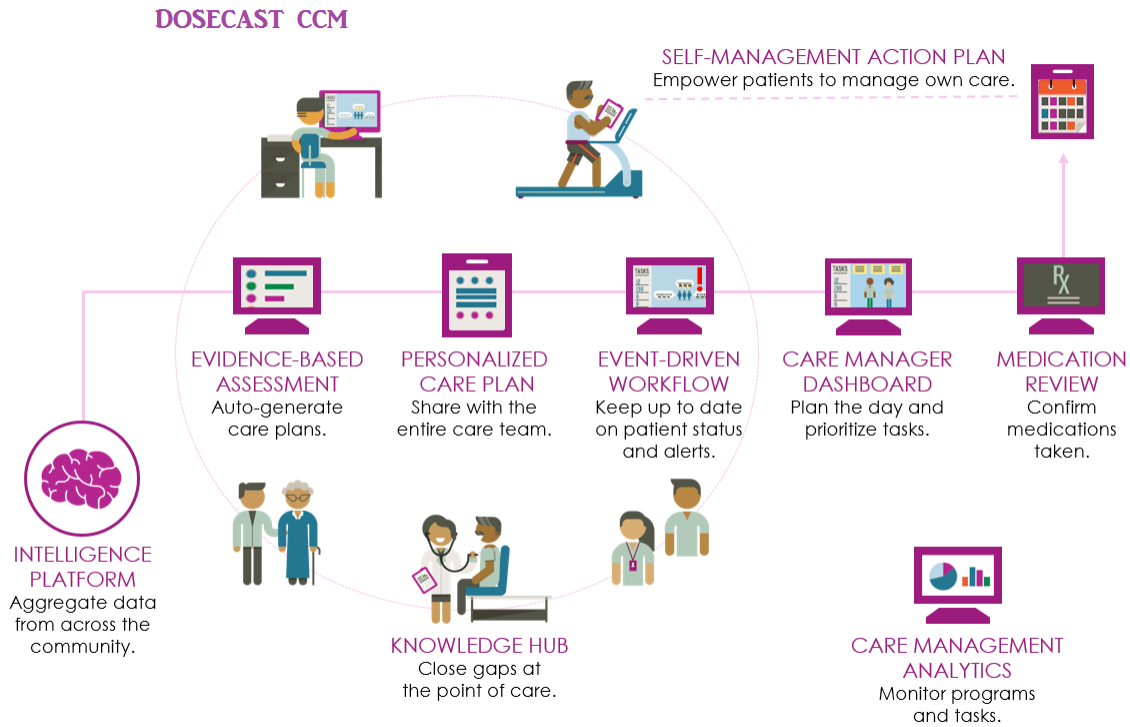 DOSECAST CCM
SELF-MANAGEMENT ACTION PLAN
Empower patients to manage own care.
EVIDENCE-BASED
ASSESSMENT
Auto-generate
care plans.
PERSONALIZED
CARE PLAN
Share with the
entire care team.
EVENT-DRIVEN
WORKFLOW
Keep up to date
on patient status
and alerts.
CARE MANAGER
DASHBOARD
Plan the day and
prioritize tasks.
MEDICATION
REVIEW
Confirm
medications
taken.
TASKS
TASKS
Rx
INTELLIGENCE
PLATFORM
Aggregate data
from across the
community.
KNOWLEDGE HUB
Close gaps at
the point of care.
CARE MANAGEMENT
ANALYTICS
Monitor programs
and tasks.